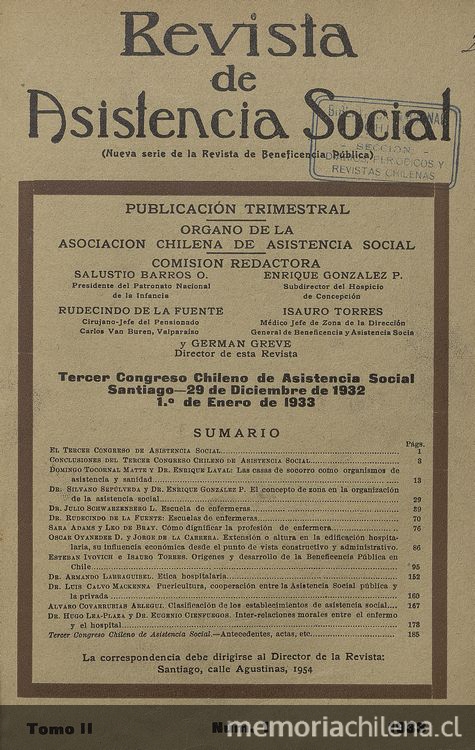 Revista
de
Asistencia Social
(Nueva serie de la Revista de Beneficencia Pública)
SECCION
PERIODICOS Y
REVISTAS CHILENAS
PUBLICACIÓN TRIMESTRAL
ORGANO DE LA
ASOCIACION CHILENA DE ASISTENCIA SOCIAL
COMISION REDACTORA
SALUSTIO BARROS O. ENRIQUE GONZALEZ P.
Presidente del Patronato Nacional Subdirector del Hospicio
de la Infancia de Concepción
RUDECINDO DE LA FUENTE ISAURO TORRES
Cirujano-Jefe del Pensionado Médico Jefe de Zona de la Dirección
Carlos Van Buren, Valparaíso General de Beneficencia y Asistencia Socia
y GERMAN GREVE
Director de esta Revista
Tercer Congreso Chileno de Asistencia Social
Santiago—29 de Diciembre de 1932
1.º de Enero de 1933
SUMARIO
Págs.
EL TERCER CONGRESO DE ASISTENCIA SOCIAL 1
CONCLUSIONES DEL TERCER CONGRESO CHILENO DE ASISTENCIA SOCIAL 3
DOMINGO TOCORNAL MATTE Y DR. ENRIQUE LAVAL: Las casas de socorro como organismos de
asistencia y sanidad 13
DR. SILVANO SEPÚLVEDA Y DR. ENRIQUE GONZÁLEZ P. El concepto de zona en la organización
de la asistencia social 29
DR. JULIO SCHWARZENBERG L. Escuela de enfermeras 39
DR. RUDECINDO DE LA FUENTE: Escuelas de enfermeras 70
SARA ADAMS Y LEO DE BRAY. Cómo dignificar la profesión de enfermera 76
OSCAR OYANEDER D. Y JORGE DE LA CARRERA. Extensión o altura en la edificación hospita-
laria, su influencia económica desde el punto de vista constructivo y administrativo. 86
ESTEBAN IVOVICH E ISAURO TORRES. Orígenes y desarrollo de la Beneficencia Pública en
Chile 95
DR. ARMANDO LARRAGUIBEL. Etica hospitalaria 152
DR. LUIS CALVO MACKENNA Puericultura, cooperación entre la Asistencia Social pública y
la privada 160
ALVARO COVARRUBIAS ARLEGUI. Clasificación de los establecimientos de asistencia social 167
DR. HUGO LEA-PLAZA Y DR. EUGENIO CIENFUEGOS. Inter-relaciones morales entre el enfermo
y el hospital 178
Tercer Congreso Chileno de Asistencia Social.—Antecedentes, actas, etc. 185
La correspondencia debe dirigirse al Director de la Revista:
Santiago, calle Agustinas, 1954
Tomo II
memoriachilena.cl